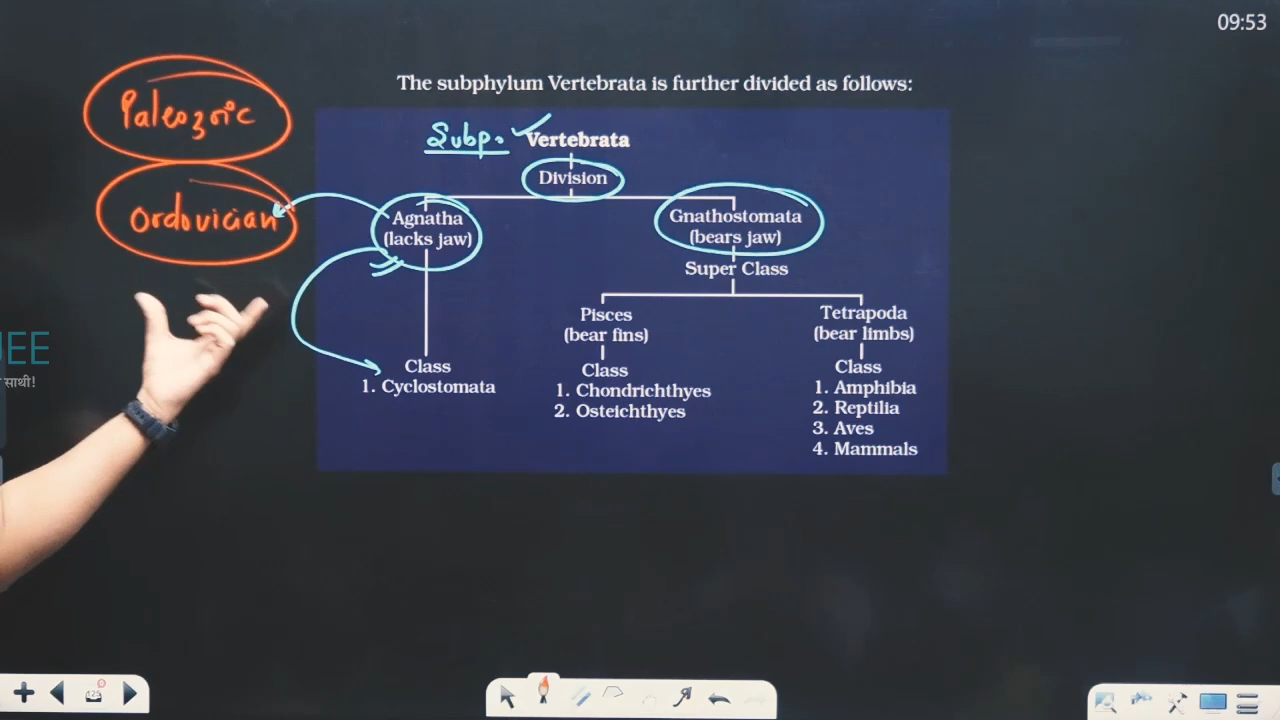 09:53
The subphylum Vertebrata is further divided as follows:
Paleozoic
Ordovician
Subp. Vertebrata
Division
Agnatha
(lacks jaw)
Gnathostomata
(bears jaw)
Super Class
Pisces
(bear fins)
Tetrapoda
(bear limbs)
Class
1. Cyclostomata
Class
1. Chondrichthyes
2. Osteichthyes
Class
1. Amphibia
2. Reptilia
3. Aves
4. Mammals
JEE
साथी!
125